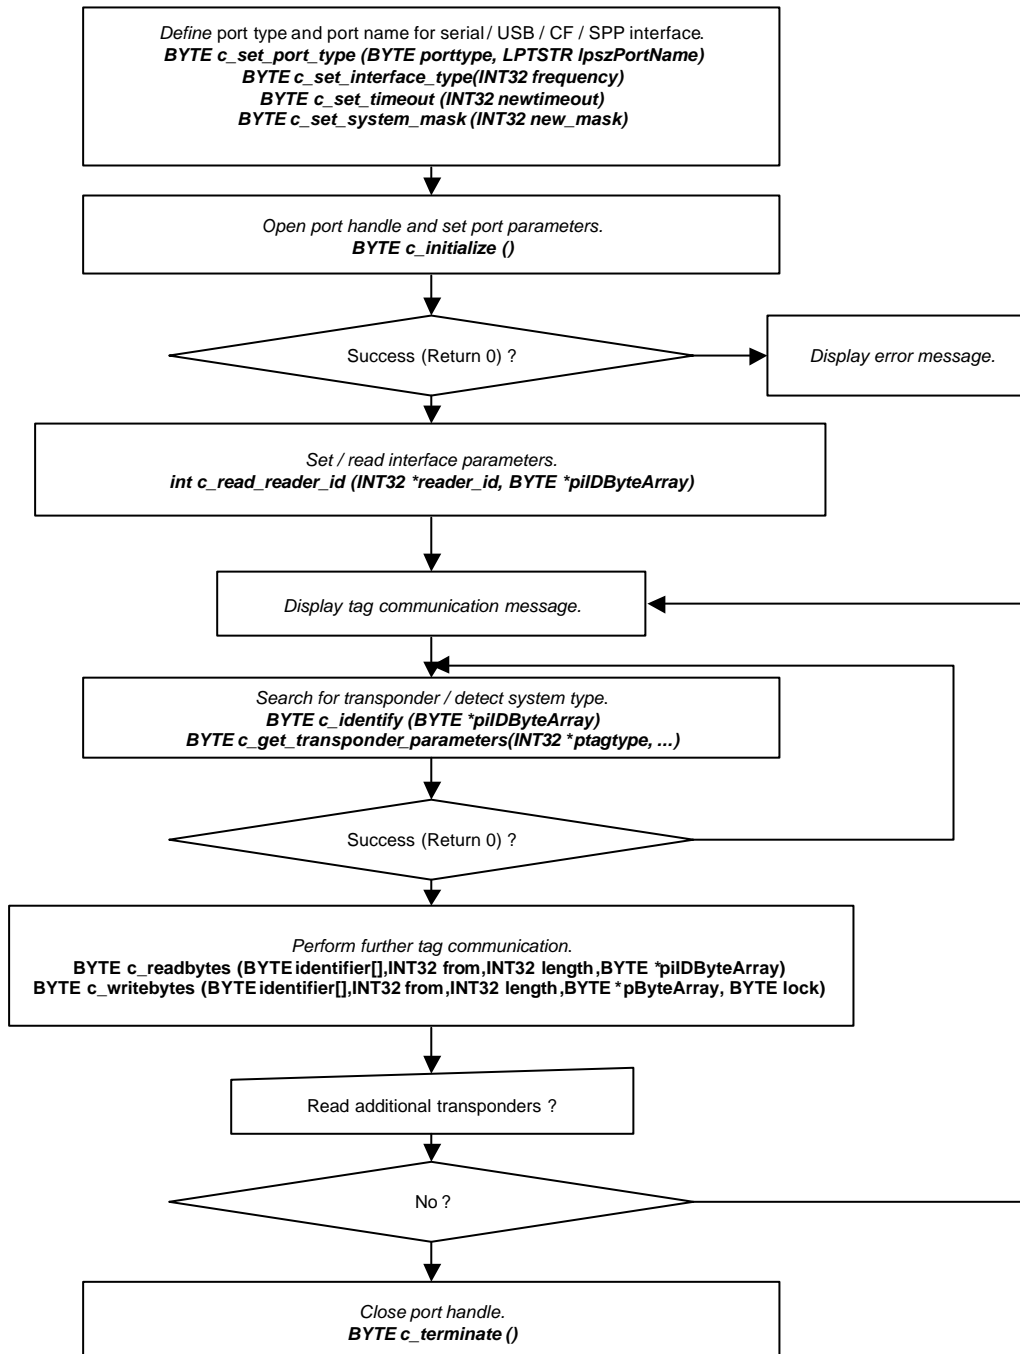 Define port type and port name for serial / USB / CF / SPP interface.
BYTE c_set_port_type (BYTE porttype, LPTSTR lpszPortName)
BYTE c_set_interface_type(INT32 frequency)
BYTE c_set_timeout (INT32 newtimeout)
BYTE c_set_system_mask (INT32 new_mask)
Open port handle and set port parameters.
BYTE c_initialize ()
Success (Return 0) ?
Display error message.
Set / read interface parameters.
int c_read_reader_id (INT32 *reader_id, BYTE *pilDByteArray)
Display tag communication message.
Search for transponder / detect system type.
BYTE c_identify (BYTE *pilDByteArray)
BYTE c_get_transponder_parameters(INT32 *ptagtype, ...)
Success (Return 0) ?
Perform further tag communication.
BYTE c_readbytes (BYTE identifier[],INT32 from,INT32 length,BYTE *pilDByteArray)
BYTE c_writebytes (BYTE identifier[],INT32 from,INT32 length,BYTE *pByteArray, BYTE lock)
Read additional transponders ?
No ?
Close port handle.
BYTE c_terminate ()